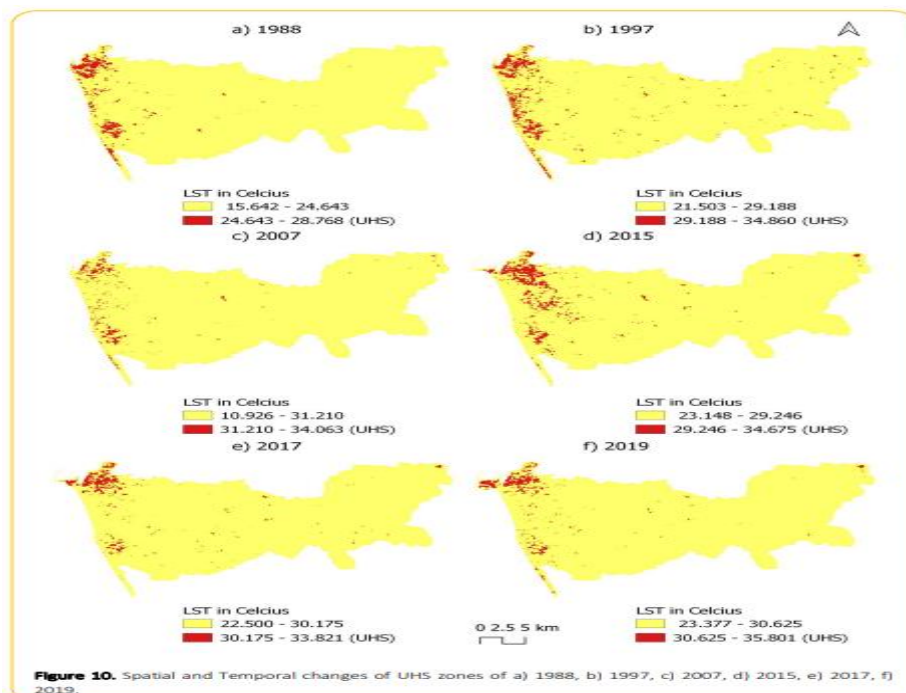 a) 1988
b) 1997
LST in Celcius
15.642 - 24.643
24.643 - 28.768 (UHS)
LST in Celcius
21.503 - 29.188
29.188 - 34.860 (UHS)
c) 2007
d) 2015
LST in Celcius
10.926 - 31.210
31.210 - 34.063 (UHS)
LST in Celcius
23.148 - 29.246
29.246 - 34.675 (UHS)
e) 2017
f) 2019
LST in Celcius
22.500 - 30.175
30.175 - 33.821 (UHS)
0 2.5 5 km
LST in Celcius
23.377 - 30.625
30.625 - 35.801 (UHS)
Figure 10. Spatial and Temporal changes of UHS zones of a) 1988, b) 1997, c) 2007, d) 2015, e) 2017, f)
2019.